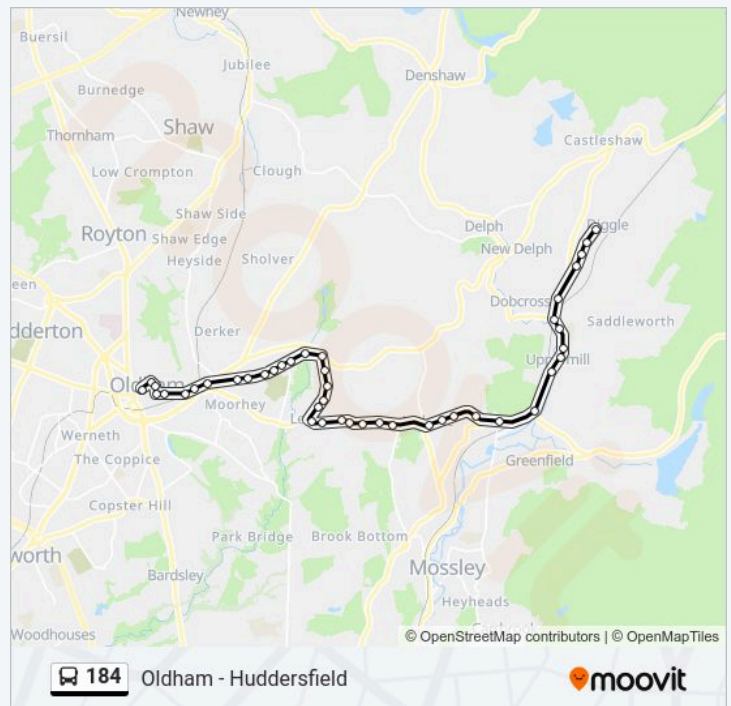 Newney
Buersil
Jubilee
Denshaw
Burnedge
Thornham
Shaw
Castleshaw
Low Crompton
Clough
Shaw Side
Royton
Shaw Edge
Delph
Diggle
Heyside
Sholver
New Delph
een
Dobcross
dderton
Derker
Saddleworth
Uppermill
Oldham
Moorhey
Le
Werneth
The Coppice
Greenfield
Copster Hill
worth
Park Bridge
Brook Bottom
Bardsley
Mossley
Heyheads
Woodhouses
© OpenStreetMap contributors | © OpenMapTiles
184 Oldham - Huddersfield
moovit